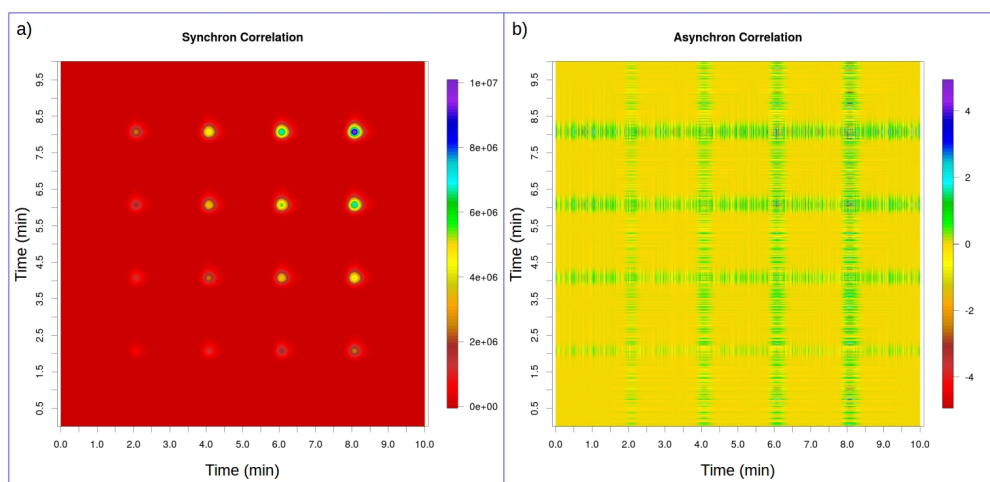 a)
Synchron Correlation
Time (min)
9.5
8.5
7.5
6.5
5.5
4.5
3.5
2.5
1.5
0.5
0.0 1.0 2.0 3.0 4.0 5.0 6.0 7.0 8.0 9.0 10.0
Time (min)
1e+07
8e+06
6e+06
4e+06
2e+06
0e+00
b)
Asynchron Correlation
Time (min)
9.5
8.5
7.5
6.5
5.5
4.5
3.5
2.5
1.5
0.5
0.0 1.0 2.0 3.0 4.0 5.0 6.0 7.0 8.0 9.0 10.0
Time (min)
4
2
0
-2
-4